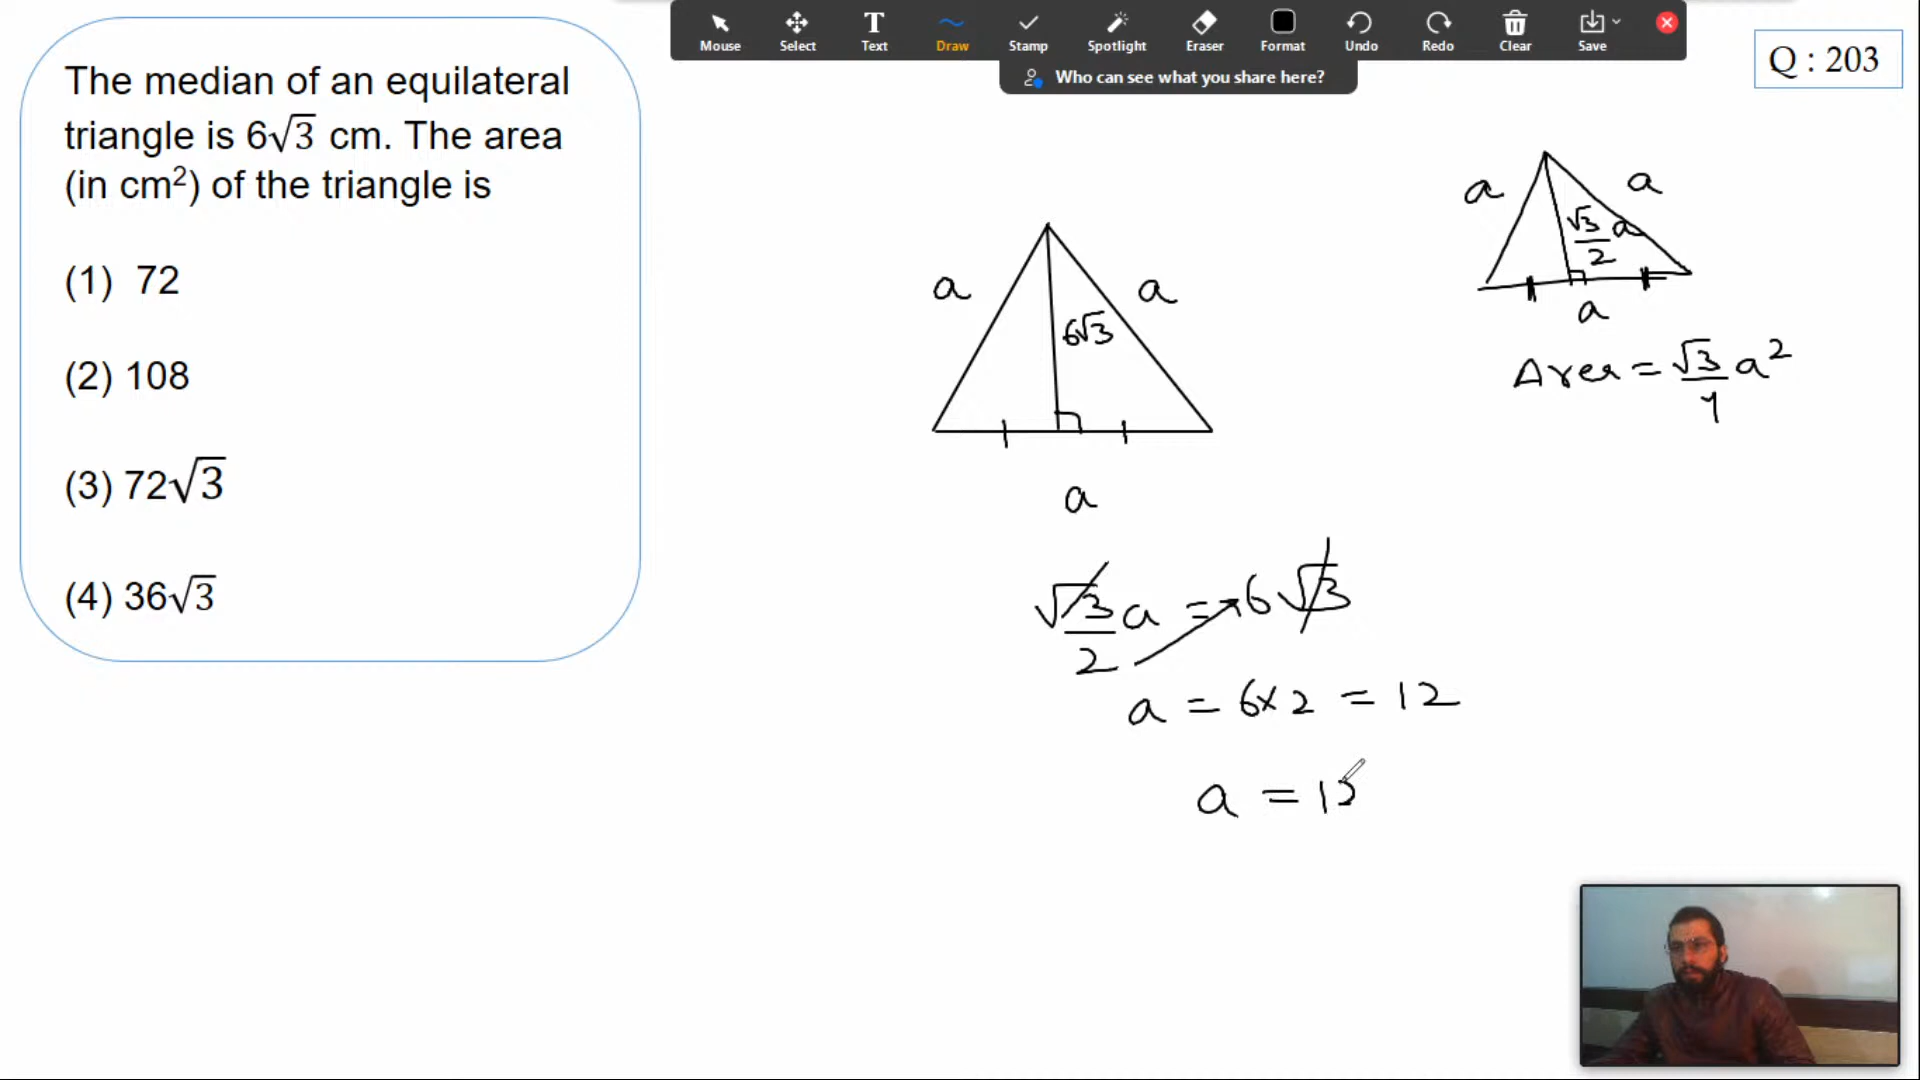 Mouse Select Text Draw Stamp Spotlight Eraser Format Undo Redo Clear Save
Who can see what you share here?
Q : 203
The median of an equilateral
triangle is 6√3 cm. The area
(in cm²) of the triangle is
(1) 72
(2) 108
(3) 72√3
(4) 36√3
a
a
6√3
a
a
a
√3/2 a
a
Area = √3/4 a²
√3/2 a = 6√3
a = 6×2 = 12
a = 12